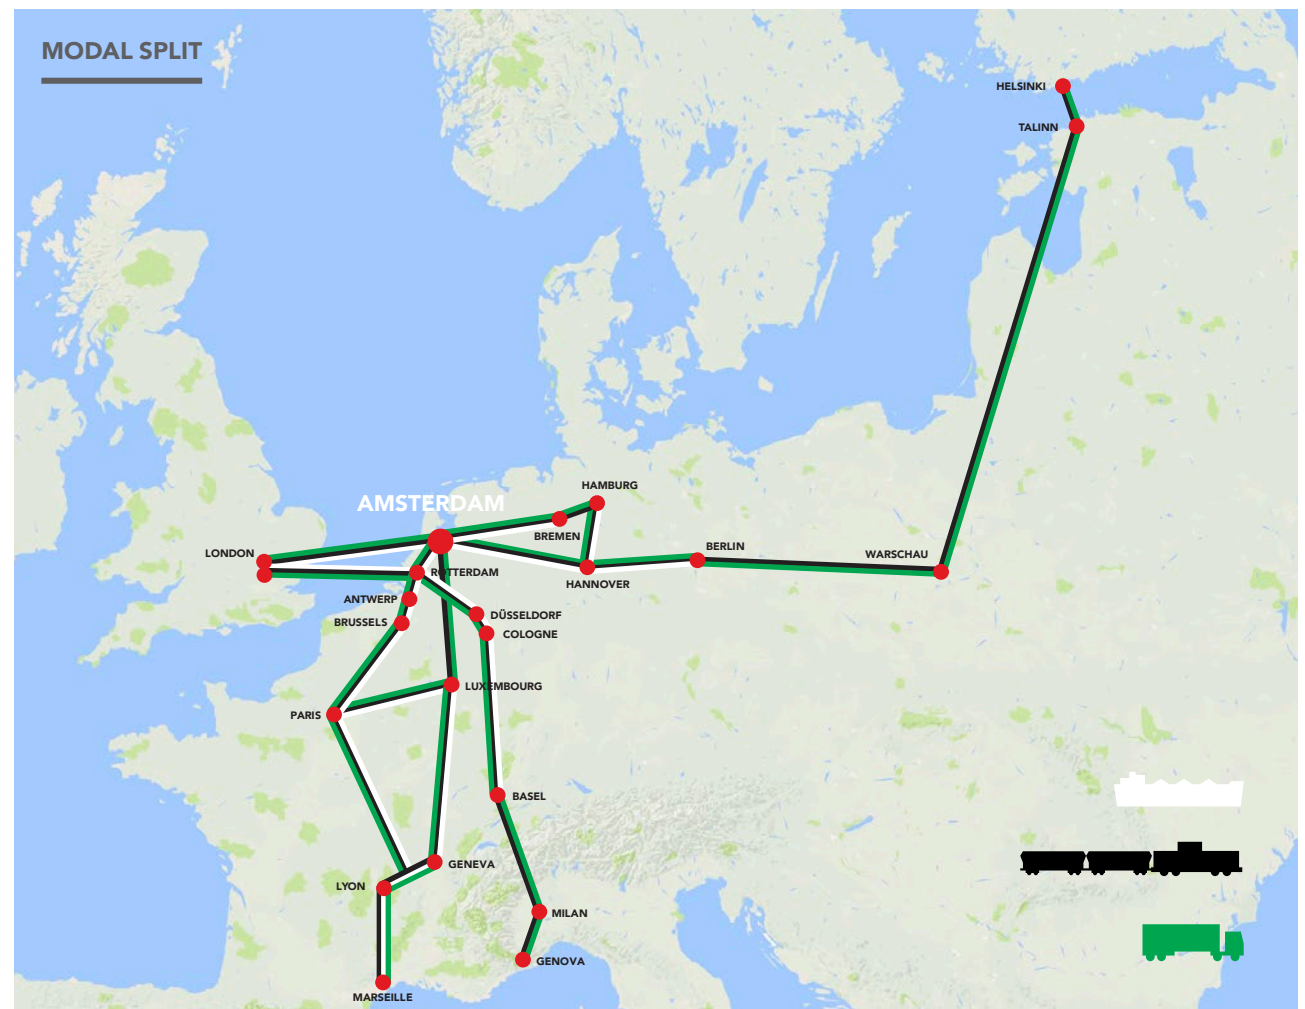 MODAL SPLIT
HELSINKI
TALINN
HAMBURG
AMSTERDAM
BREMEN
BERLIN
LONDON
WARSCHAU
ROTTERDAM
HANNOVER
ANTWERP
DÜSSELDORF
BRUSSELS
COLOGNE
LUXEMBOURG
PARIS
BASEL
GENEVA
LYON
MILAN
GENOVA
MARSEILLE